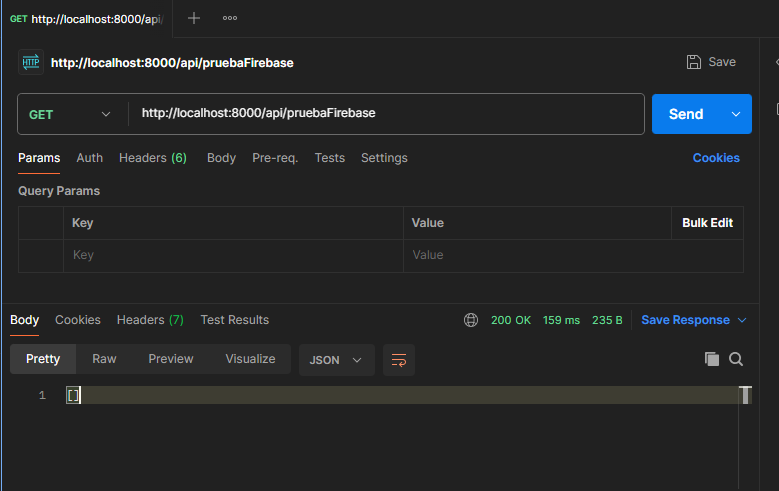 GET http://localhost:8000/api/
HTTP http://localhost:8000/api/pruebaFirebase Save
GET http://localhost:8000/api/pruebaFirebase Send
Params Auth Headers (6) Body Pre-req. Tests Settings Cookies
Query Params
Key Value Bulk Edit
Key Value
Body Cookies Headers (7) Test Results 200 OK 159 ms 235 B Save Response
Pretty Raw Preview Visualize JSON
1 []